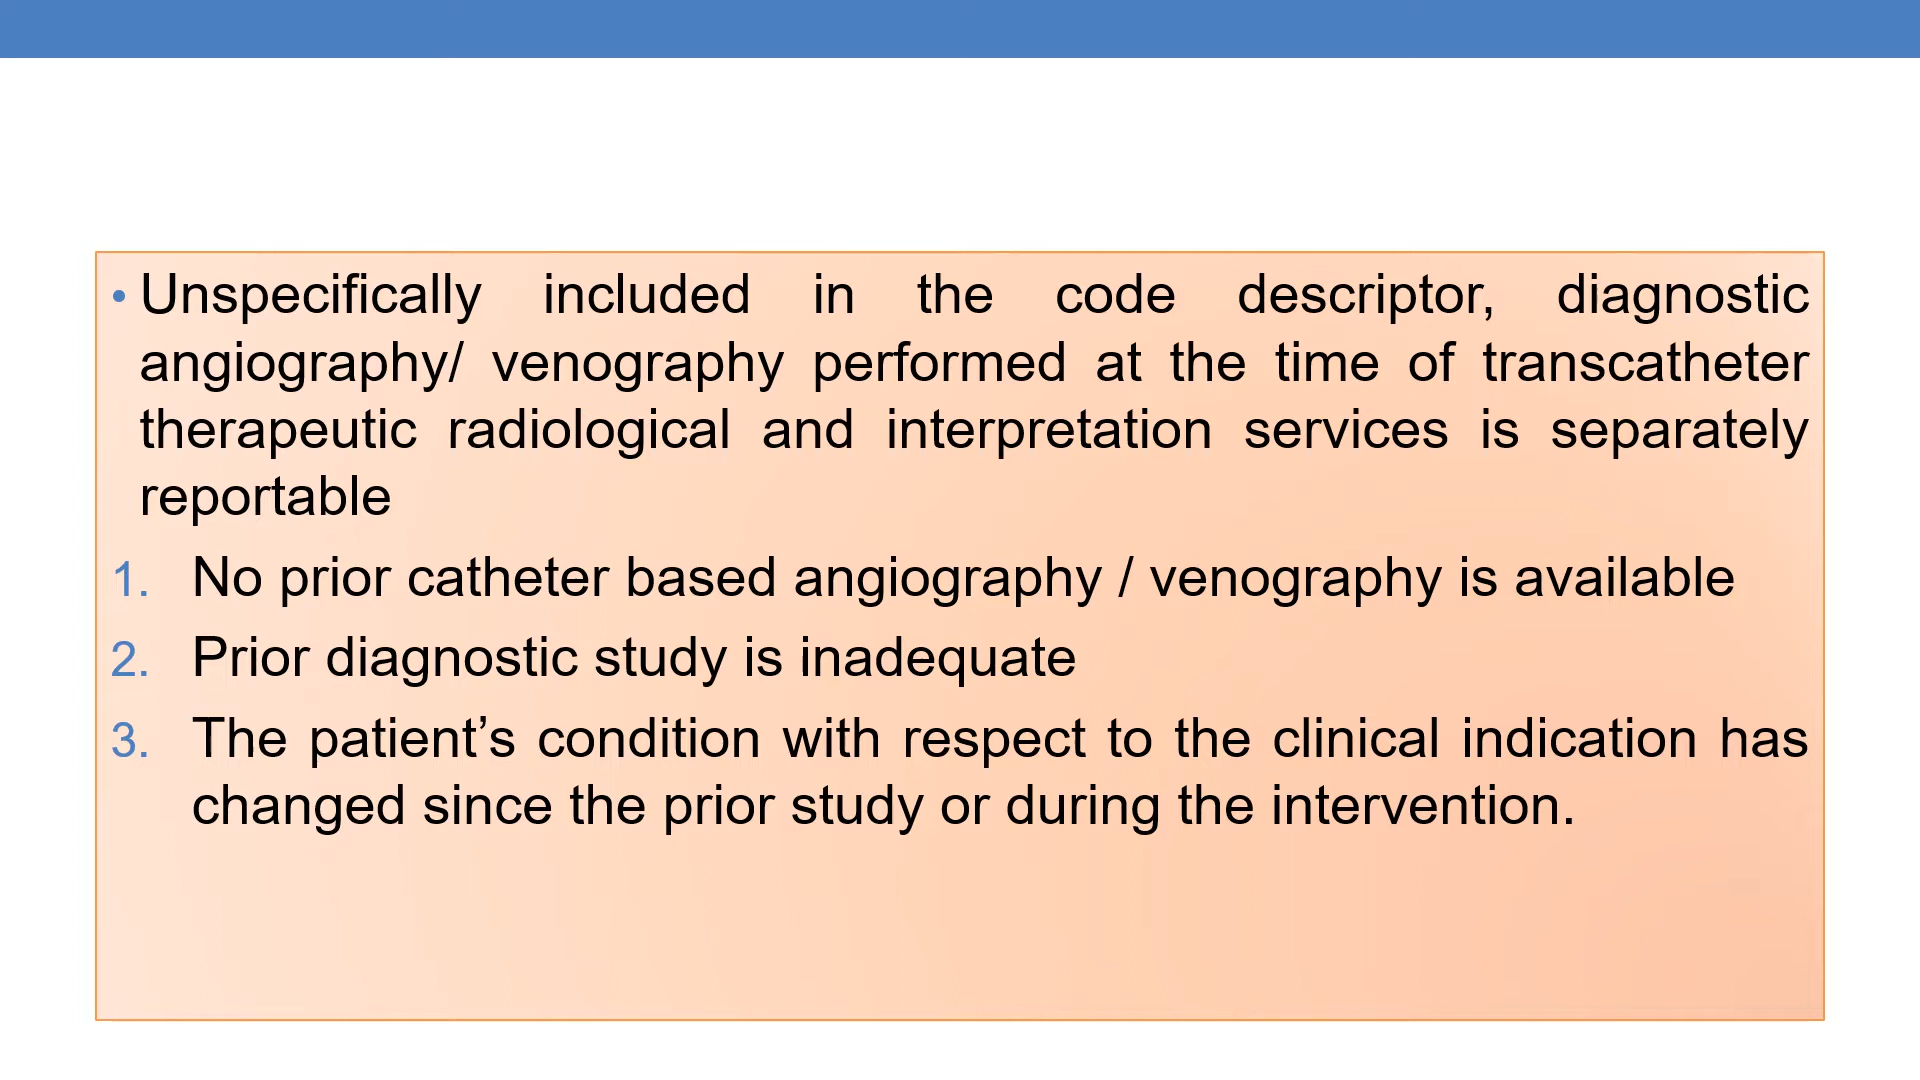 • Unspecifically included in the code descriptor, diagnostic
angiography/ venography performed at the time of transcatheter
therapeutic radiological and interpretation services is separately
reportable
1. No prior catheter based angiography / venography is available
2. Prior diagnostic study is inadequate
3. The patient’s condition with respect to the clinical indication has
changed since the prior study or during the intervention.